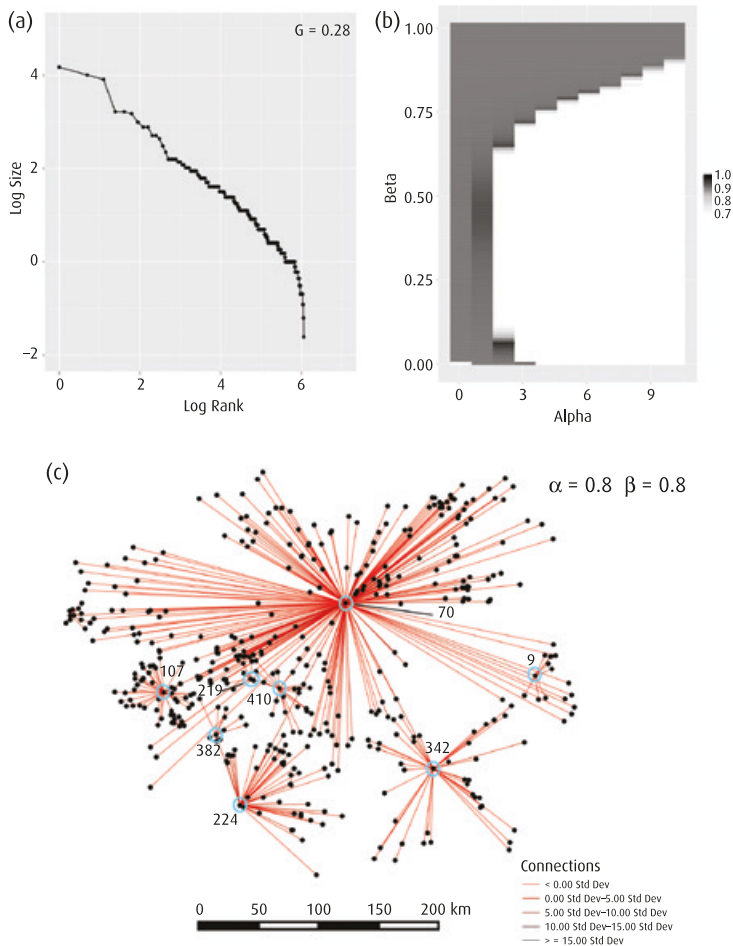 (a)
G = 0.28
4
2
0
−2
Log Size
0 2 4 6
Log Rank
(b)
1.00
0.75
0.50
0.25
0.00
Beta
0 3 6 9
Alpha
1.0
0.9
0.8
0.7
(c)
α = 0.8 β = 0.8
70
9
107
219
410
382
342
224
Connections
< 0.00 Std Dev
0.00 Std Dev–5.00 Std Dev
5.00 Std Dev–10.00 Std Dev
10.00 Std Dev–15.00 Std Dev
> = 15.00 Std Dev
0 50 100 150 200 km